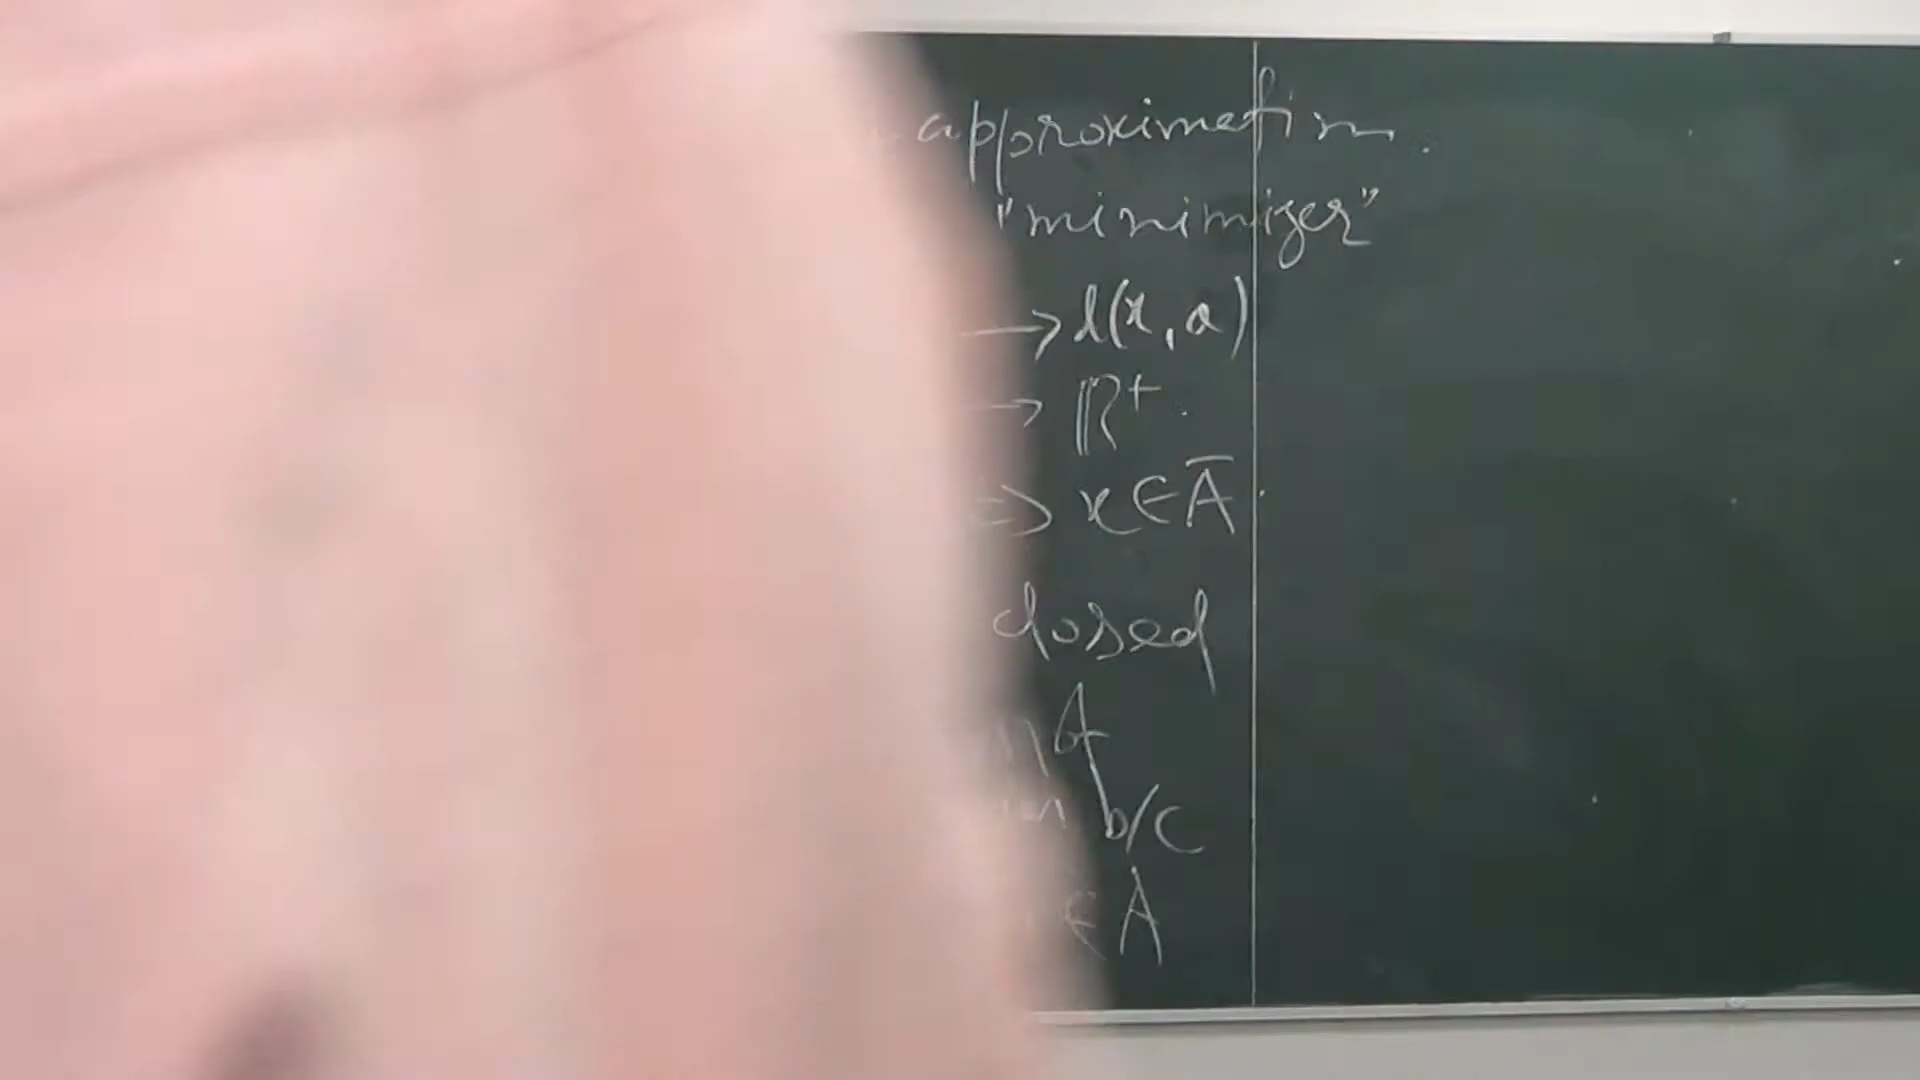 approximation.
"minimizer"
→ d(x, a)
→ ℝ⁺.
⇒ x ∈ Ā.
closed
b/c
∈ A